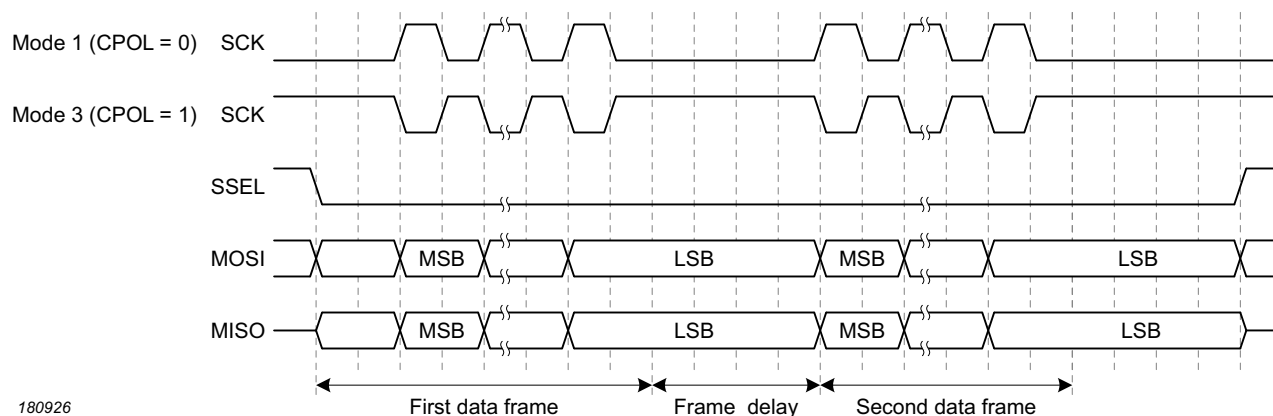 Mode 1 (CPOL = 0) SCK
Mode 3 (CPOL = 1) SCK
SSEL
MOSI MSB LSB MSB LSB
MISO MSB LSB MSB LSB
First data frame Frame delay Second data frame
180926